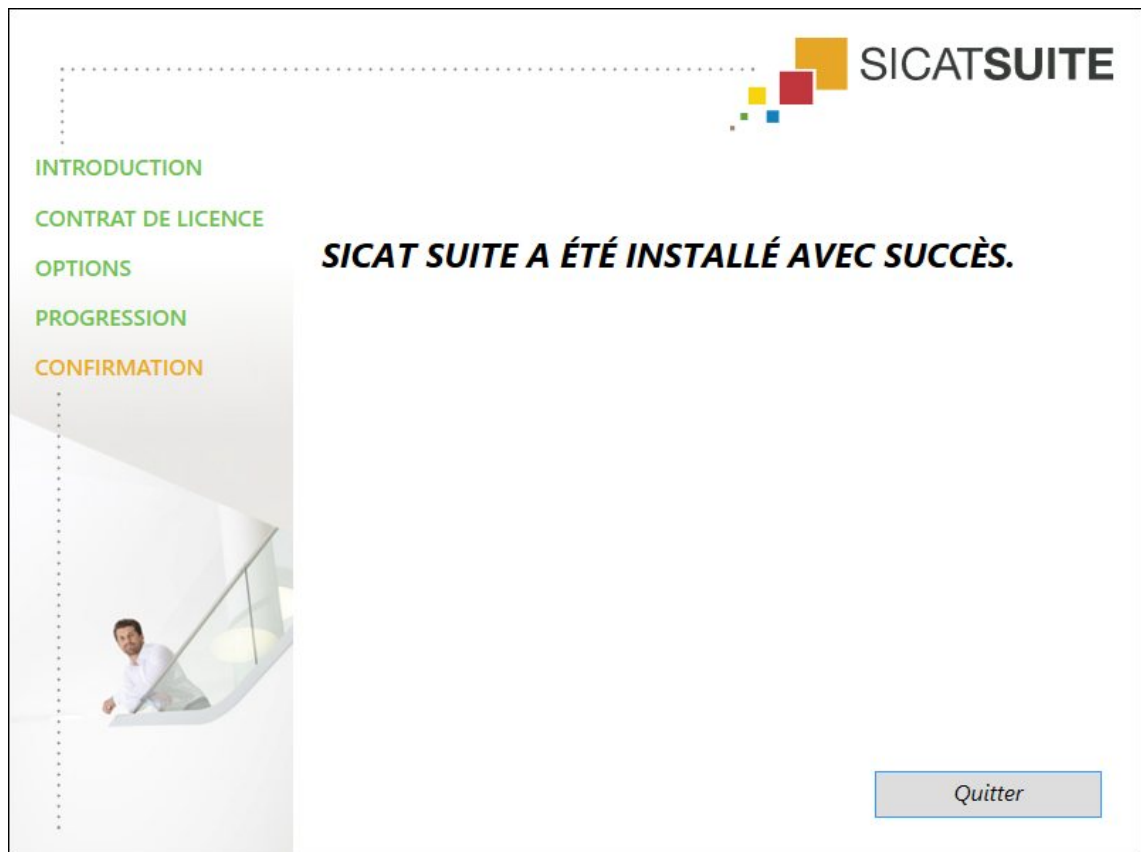 SICATSUITE
INTRODUCTION
CONTRAT DE LICENCE
OPTIONS
PROGRESSION
CONFIRMATION
SICAT SUITE A ÉTÉ INSTALLÉ AVEC SUCCÈS.
Quitter